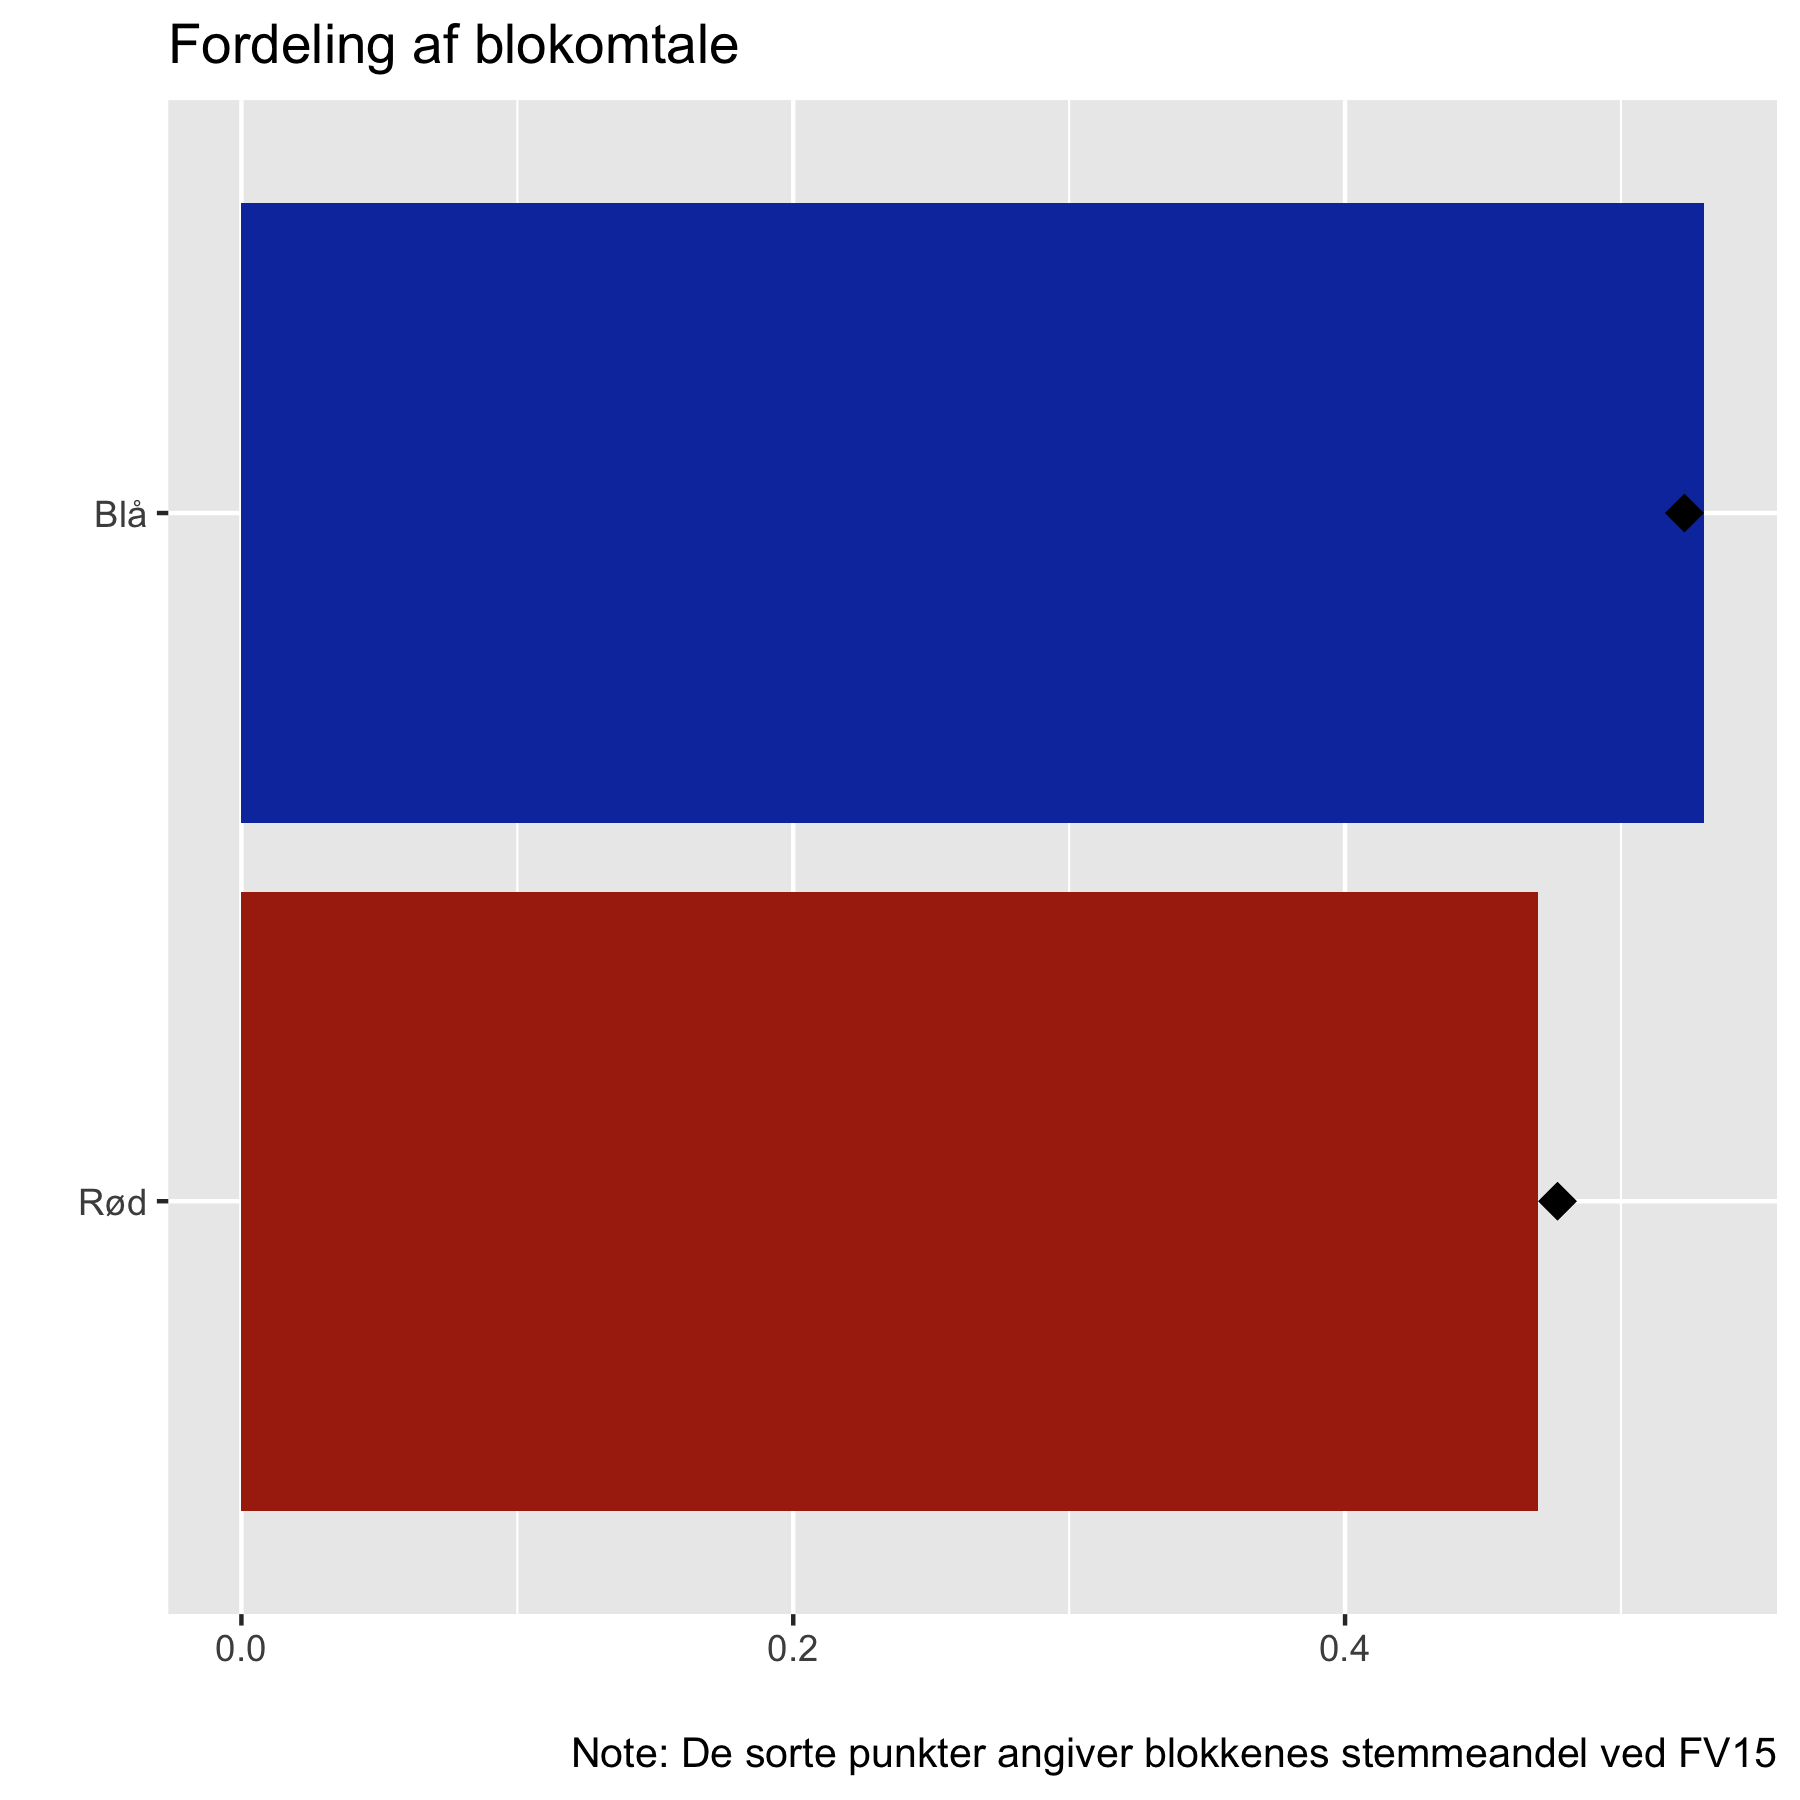 Fordeling af blokomtale
Blå
Rød
0.0 0.2 0.4
Note: De sorte punkter angiver blokkenes stemmeandel ved FV15